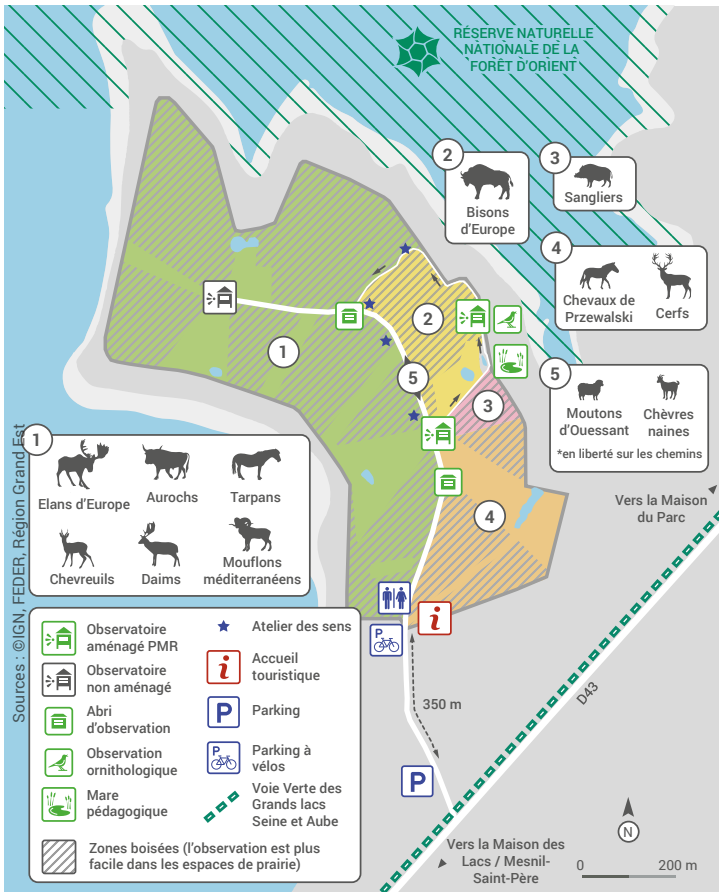 RÉSERVE NATURELLE
NATIONALE DE LA
FORÊT D'ORIENT
2
Bisons
d'Europe
3
Sangliers
4
Chevaux de
Przewalski
Cerfs
5
Moutons
d'Ouessant
Chèvres
naines
*en liberté sur les chemins
1
2
3
4
5
1
Elans d'Europe
Aurochs
Tarpans
Chevreuils
Daims
Mouflons
méditerranéens
Vers la Maison
du Parc
D43
350 m
i
P
P
Observatoire
aménagé PMR
Observatoire
non aménagé
Abri
d'observation
Observation
ornithologique
Mare
pédagogique
Atelier des sens
i
Accueil
touristique
P
Parking
P
Parking à
vélos
Voie Verte des
Grands lacs
Seine et Aube
Zones boisées (l'observation est plus
facile dans les espaces de prairie)
Vers la Maison des
Lacs / Mesnil-
Saint-Père
N
0 200 m
Sources : ©IGN, FEDER, Région Grand Est